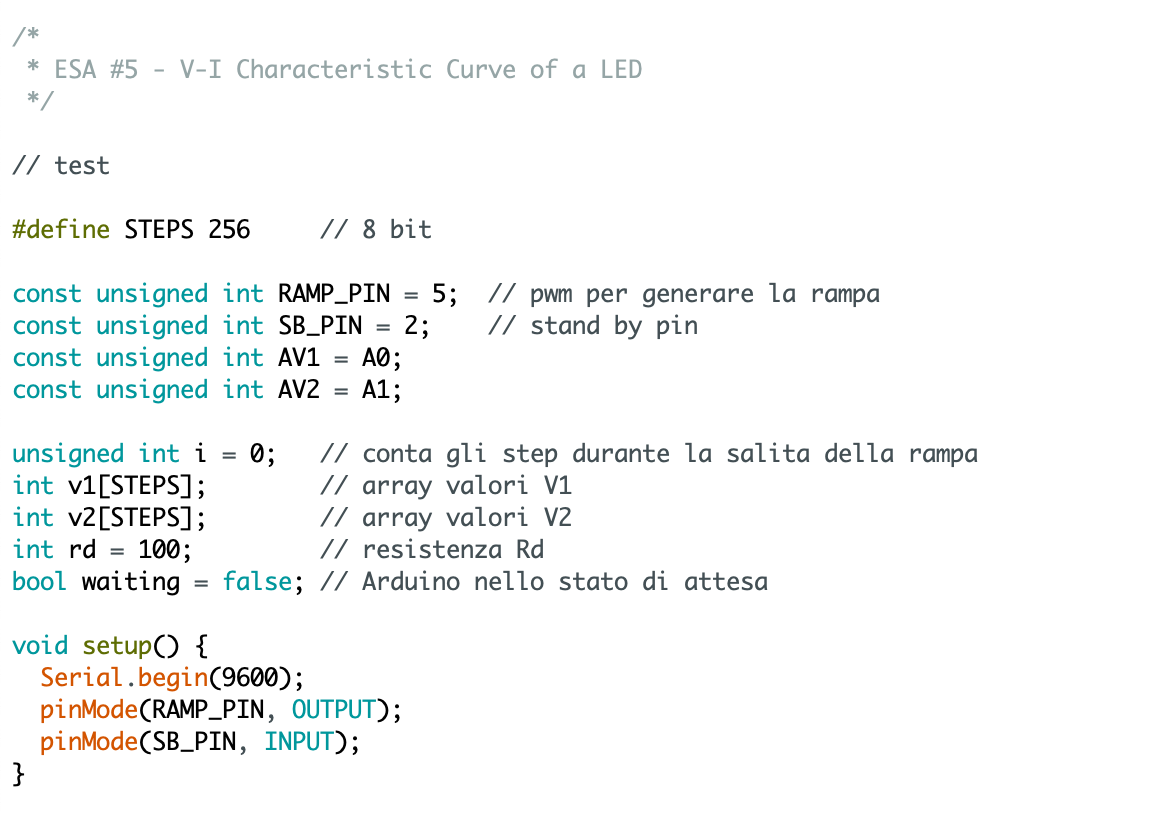 /*
 * ESA #5 - V-I Characteristic Curve of a LED
 */
// test
#define STEPS 256     // 8 bit
const unsigned int RAMP_PIN = 5;  // pwm per generare la rampa
const unsigned int SB_PIN = 2;    // stand by pin
const unsigned int AV1 = A0;
const unsigned int AV2 = A1;
unsigned int i = 0;   // conta gli step durante la salita della rampa
int v1[STEPS];        // array valori V1
int v2[STEPS];        // array valori V2
int rd = 100;         // resistenza Rd
bool waiting = false; // Arduino nello stato di attesa
void setup() {
  Serial.begin(9600);
  pinMode(RAMP_PIN, OUTPUT);
  pinMode(SB_PIN, INPUT);
}